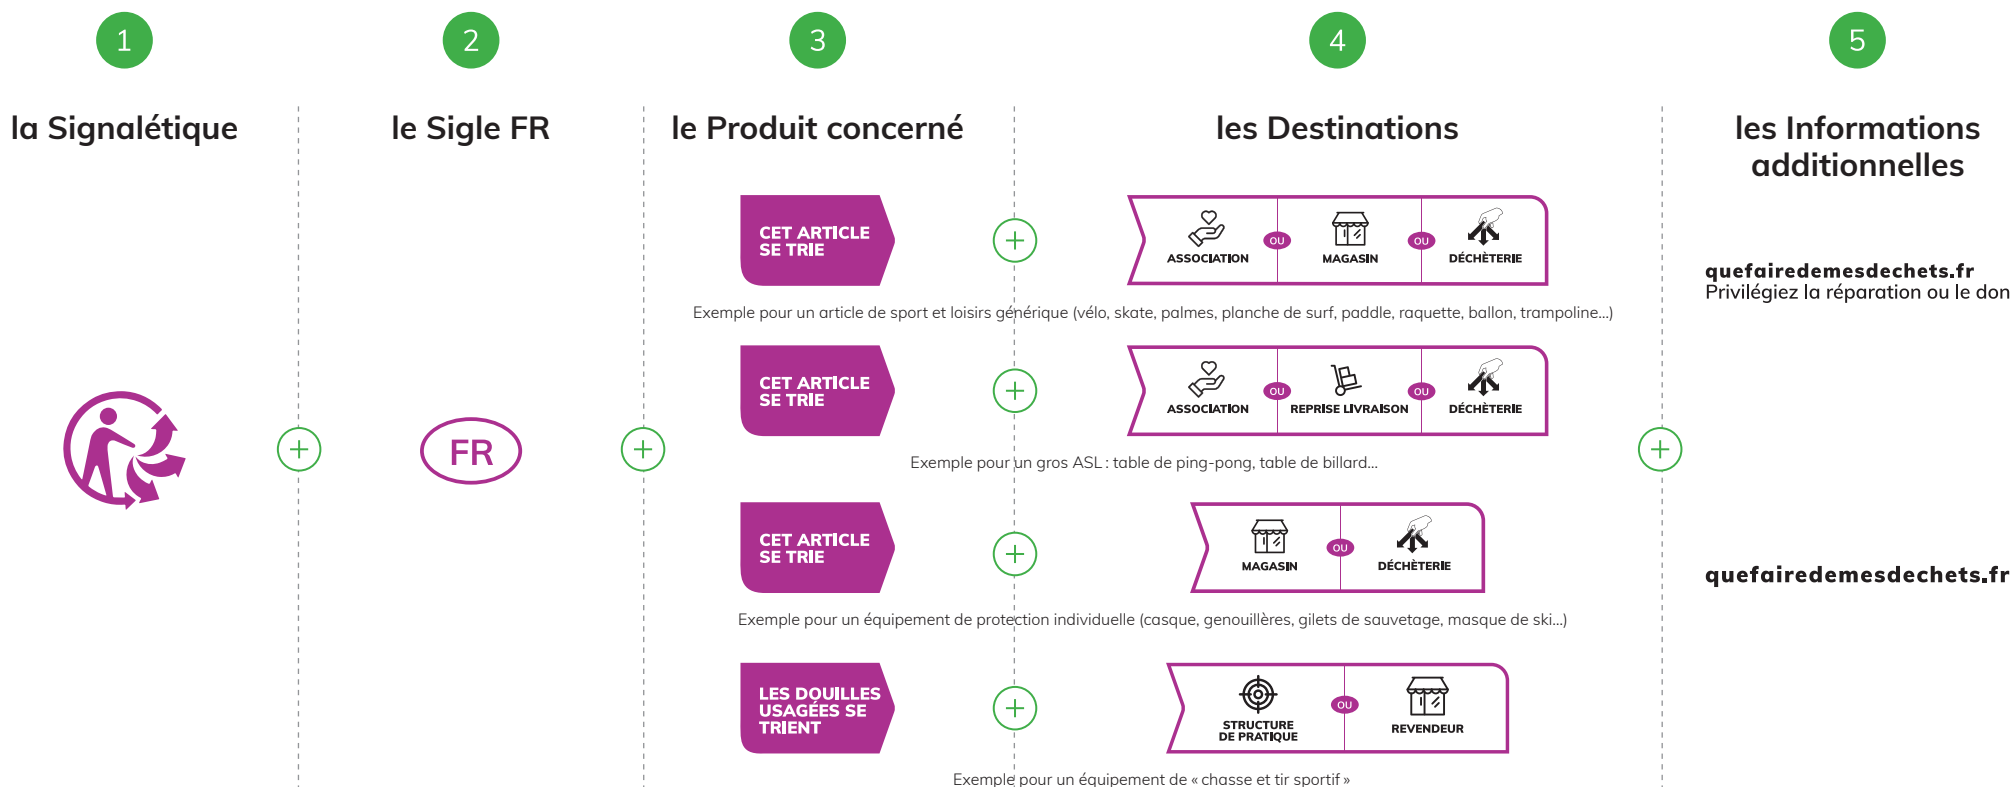 1
2
3
4
5
la Signalétique
le Sigle FR
le Produit concerné
les Destinations
les Informations
additionnelles
CET ARTICLE
SE TRIE
ASSOCIATION
OU
MAGASIN
OU
DÉCHÈTERIE
Exemple pour un article de sport et loisirs générique (vélo, skate, palmes, planche de surf, paddle, raquette, ballon, trampoline...)
quefairedemesdechets.fr
Privilégiez la réparation ou le don
CET ARTICLE
SE TRIE
ASSOCIATION
OU
REPRISE LIVRAISON
OU
DÉCHÈTERIE
Exemple pour un gros ASL : table de ping-pong, table de billard...
FR
CET ARTICLE
SE TRIE
MAGASIN
OU
DÉCHÈTERIE
Exemple pour un équipement de protection individuelle (casque, genouillères, gilets de sauvetage, masque de ski...)
quefairedemesdechets.fr
LES DOUILLES
USAGÉES SE
TRIENT
STRUCTURE
DE PRATIQUE
OU
REVENDEUR
Exemple pour un équipement de « chasse et tir sportif »